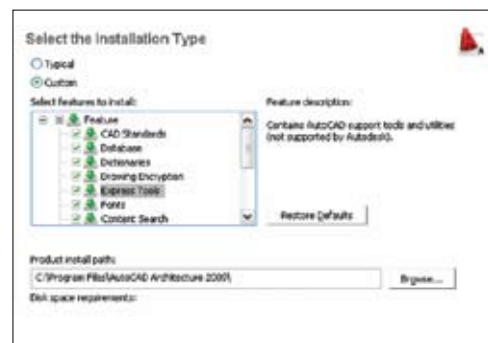 Select the Installation Type
Typical
Custom
Select features to install:
Feature
CAD Standards
Database
Dictionaries
Drawing Encryption
Express Tools
Fonts
Content Search
Feature description:
Contains AutoCAD support tools and utilities
(not supported by Autodesk).
Restore Defaults
Product install path:
C:\Program Files\AutoCAD Architecture 2009\
Browse...
Disk space requirements: